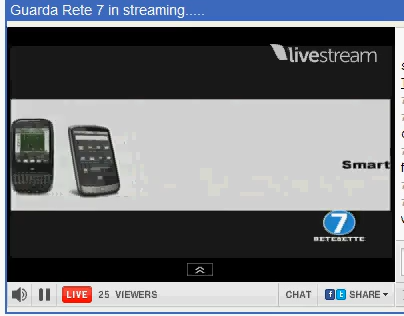 Guarda Rete 7 in streaming.....
livestream
Smart
7
RETESETTE
LIVE 25 VIEWERS CHAT f t SHARE